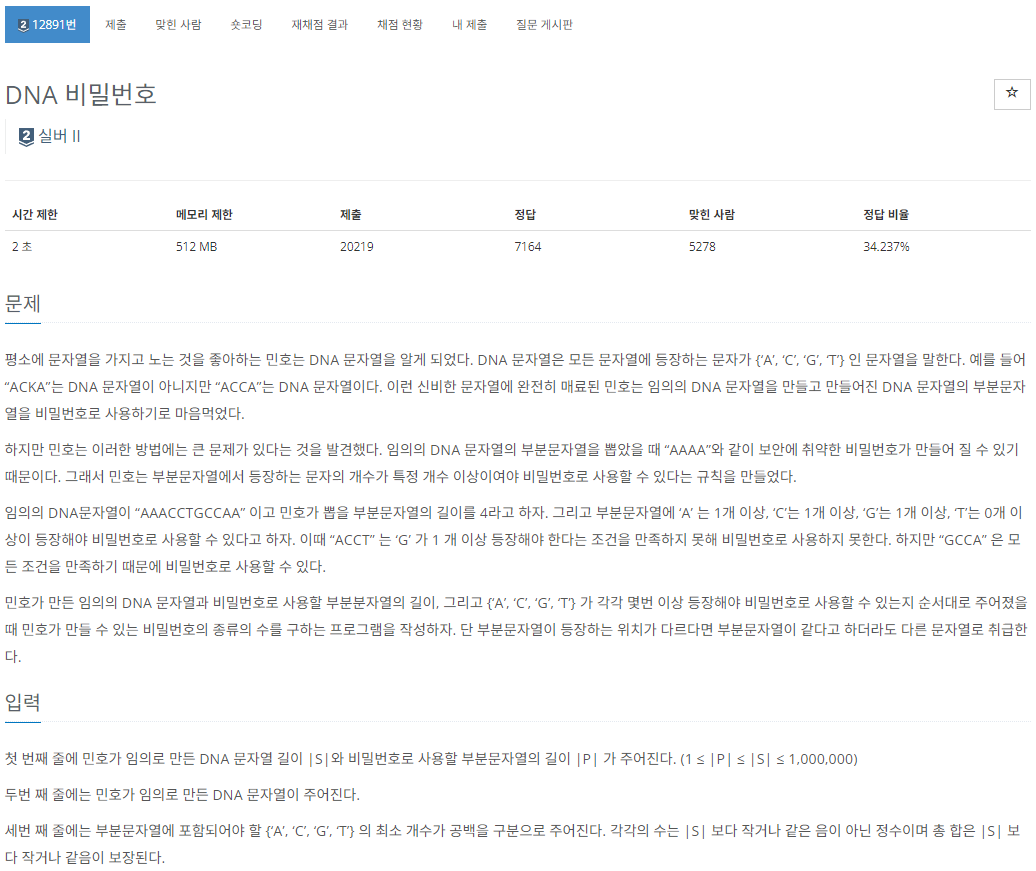 2 12891번 제출 맞힌 사람 숏코딩 재채점 결과 채점 현황 내 제출 질문 게시판
DNA 비밀번호
☆
2 실버 II
시간 제한 메모리 제한 제출 정답 맞힌 사람 정답 비율
2 초 512 MB 20219 7164 5278 34.237%
문제
평소에 문자열을 가지고 노는 것을 좋아하는 민호는 DNA 문자열을 알게 되었다. DNA 문자열은 모든 문자열에 등장하는 문자가 {‘A’, ‘C’, ‘G’, ‘T’} 인 문자열을 말한다. 예를 들어
“ACKA”는 DNA 문자열이 아니지만 “ACCA”는 DNA 문자열이다. 이런 신비한 문자열에 완전히 매료된 민호는 임의의 DNA 문자열을 만들고 만들어진 DNA 문자열의 부분문자
열을 비밀번호로 사용하기로 마음먹었다.
하지만 민호는 이러한 방법에는 큰 문제가 있다는 것을 발견했다. 임의의 DNA 문자열의 부분문자열을 뽑았을 때 “AAAA”와 같이 보안에 취약한 비밀번호가 만들어 질 수 있기
때문이다. 그래서 민호는 부분문자열에서 등장하는 문자의 개수가 특정 개수 이상이여야 비밀번호로 사용할 수 있다는 규칙을 만들었다.
임의의 DNA문자열이 “AAACCTGCCAA” 이고 민호가 뽑을 부분문자열의 길이를 4라고 하자. 그리고 부분문자열에 ‘A’ 는 1개 이상, ‘C’는 1개 이상, ‘G’는 1개 이상, ‘T’는 0개 이
상이 등장해야 비밀번호로 사용할 수 있다고 하자. 이때 “ACCT” 는 ‘G’ 가 1 개 이상 등장해야 한다는 조건을 만족하지 못해 비밀번호로 사용하지 못한다. 하지만 “GCCA” 은 모
든 조건을 만족하기 때문에 비밀번호로 사용할 수 있다.
민호가 만든 임의의 DNA 문자열과 비밀번호로 사용할 부분분자열의 길이, 그리고 {‘A’, ‘C’, ‘G’, ‘T’} 가 각각 몇번 이상 등장해야 비밀번호로 사용할 수 있는지 순서대로 주어졌을
때 민호가 만들 수 있는 비밀번호의 종류의 수를 구하는 프로그램을 작성하자. 단 부분문자열이 등장하는 위치가 다르다면 부분문자열이 같다고 하더라도 다른 문자열로 취급한
다.
입력
첫 번째 줄에 민호가 임의로 만든 DNA 문자열 길이 |S|와 비밀번호로 사용할 부분문자열의 길이 |P| 가 주어진다. (1 ≤ |P| ≤ |S| ≤ 1,000,000)
두번 째 줄에는 민호가 임의로 만든 DNA 문자열이 주어진다.
세번 째 줄에는 부분문자열에 포함되어야 할 {‘A’, ‘C’, ‘G’, ‘T’} 의 최소 개수가 공백을 구분으로 주어진다. 각각의 수는 |S| 보다 작거나 같은 음이 아닌 정수이며 총 합은 |S| 보
다 작거나 같음이 보장된다.